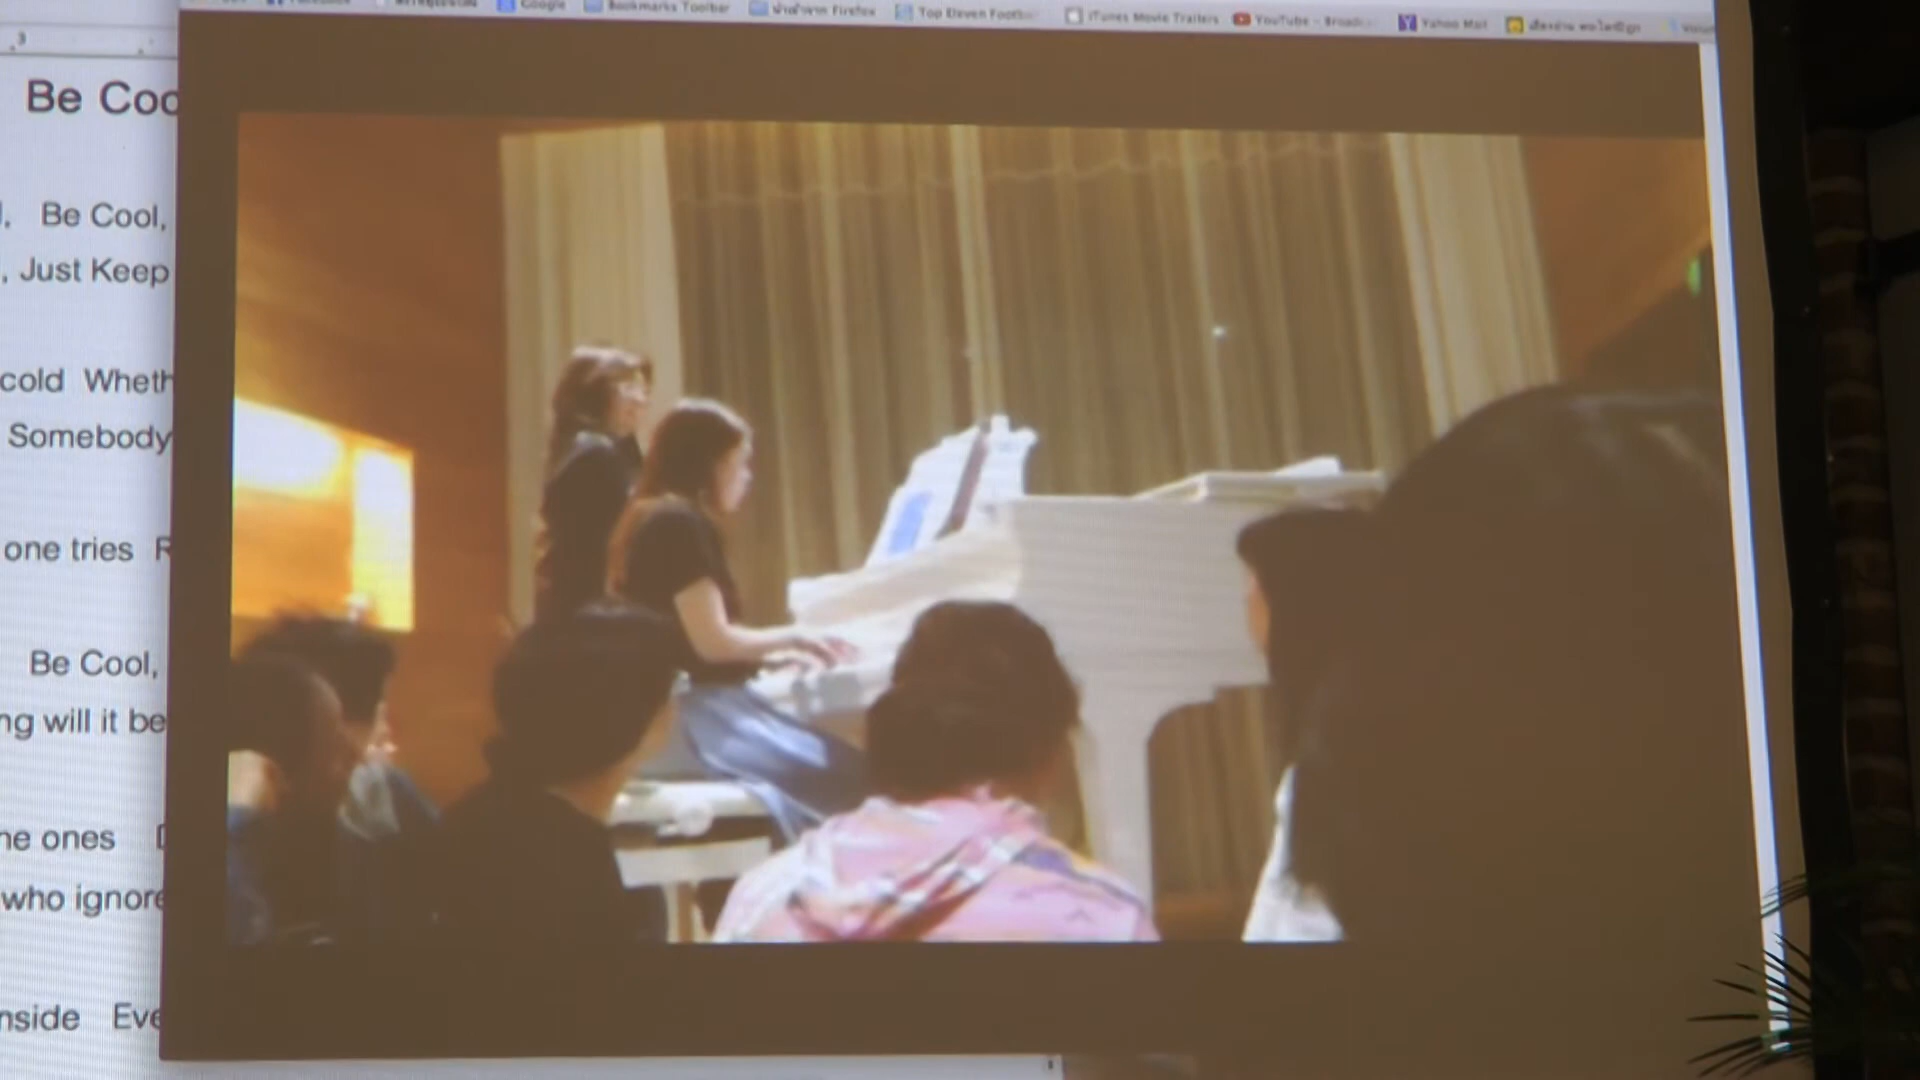 Google Bookmarks Toolbar Top Eleven iTunes Movie Trailers YouTube - Yahoo Mail
3
Be Coo
. Be Cool,
, Just Keep
cold Wheth
Somebody
one tries
Be Cool,
ng will it be
ne ones
who ignore
nside Eve